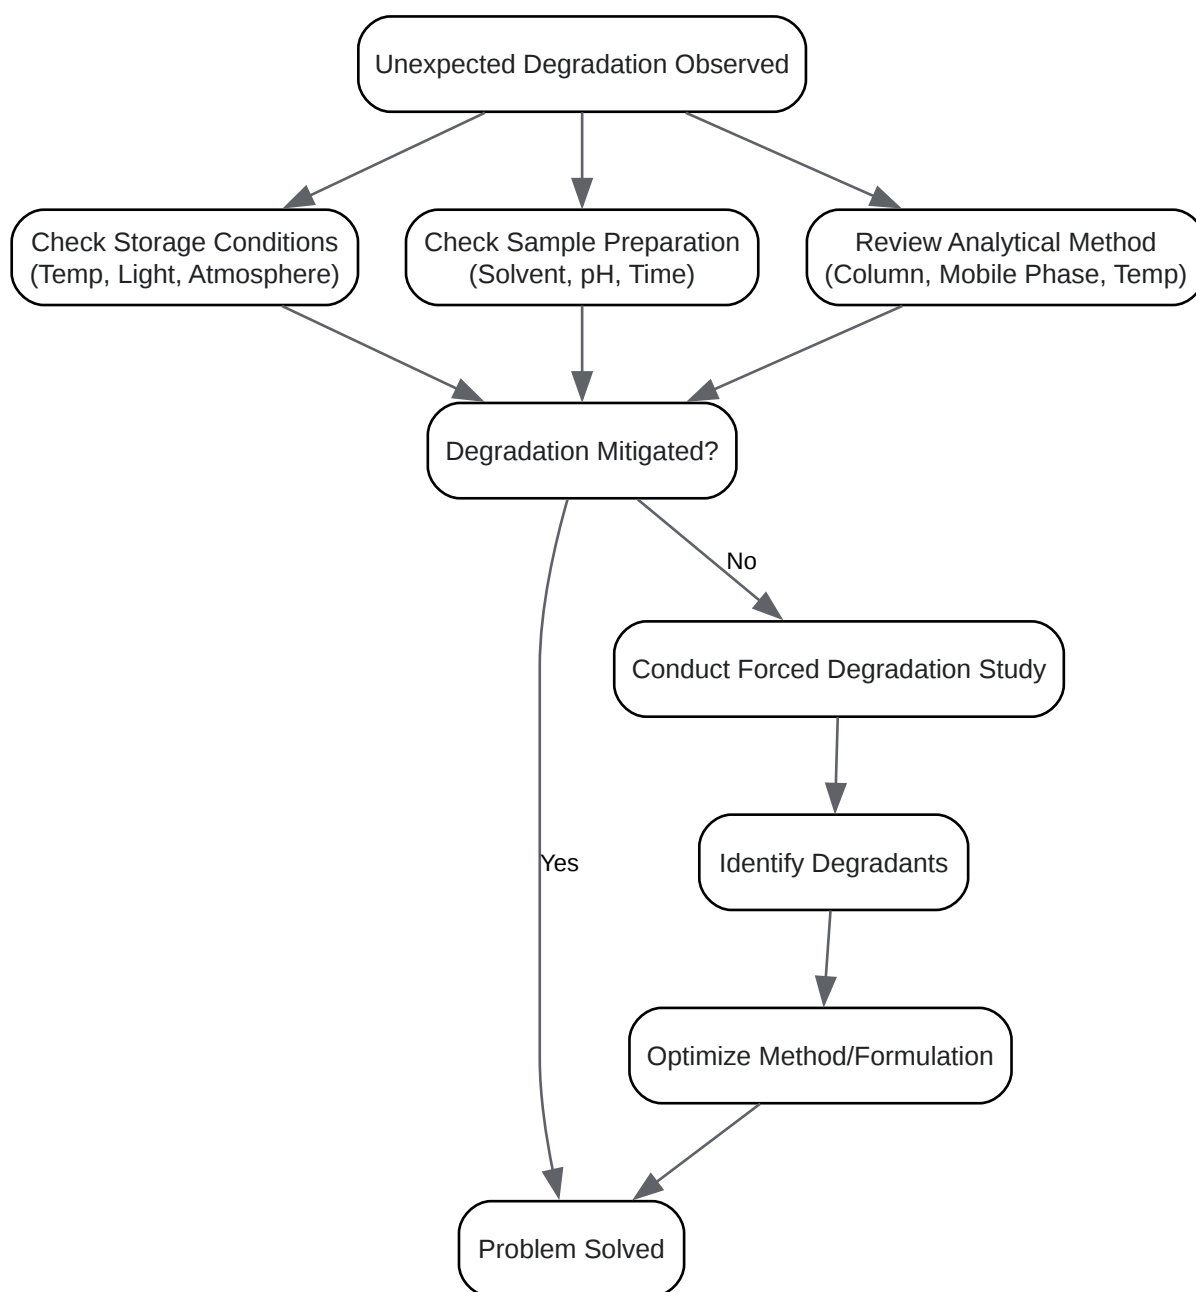 Unexpected Degradation Observed
Check Storage Conditions
(Temp, Light, Atmosphere)
Check Sample Preparation
(Solvent, pH, Time)
Review Analytical Method
(Column, Mobile Phase, Temp)
Degradation Mitigated?
No
Conduct Forced Degradation Study
Yes
Identify Degradants
Optimize Method/Formulation
Problem Solved